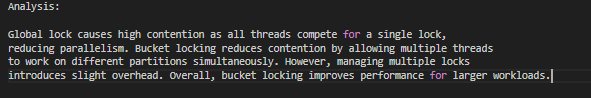 Analysis:
Global lock causes high contention as all threads compete for a single lock,
reducing parallelism. Bucket locking reduces contention by allowing multiple threads
to work on different partitions simultaneously. However, managing multiple locks
introduces slight overhead. Overall, bucket locking improves performance for larger workloads.